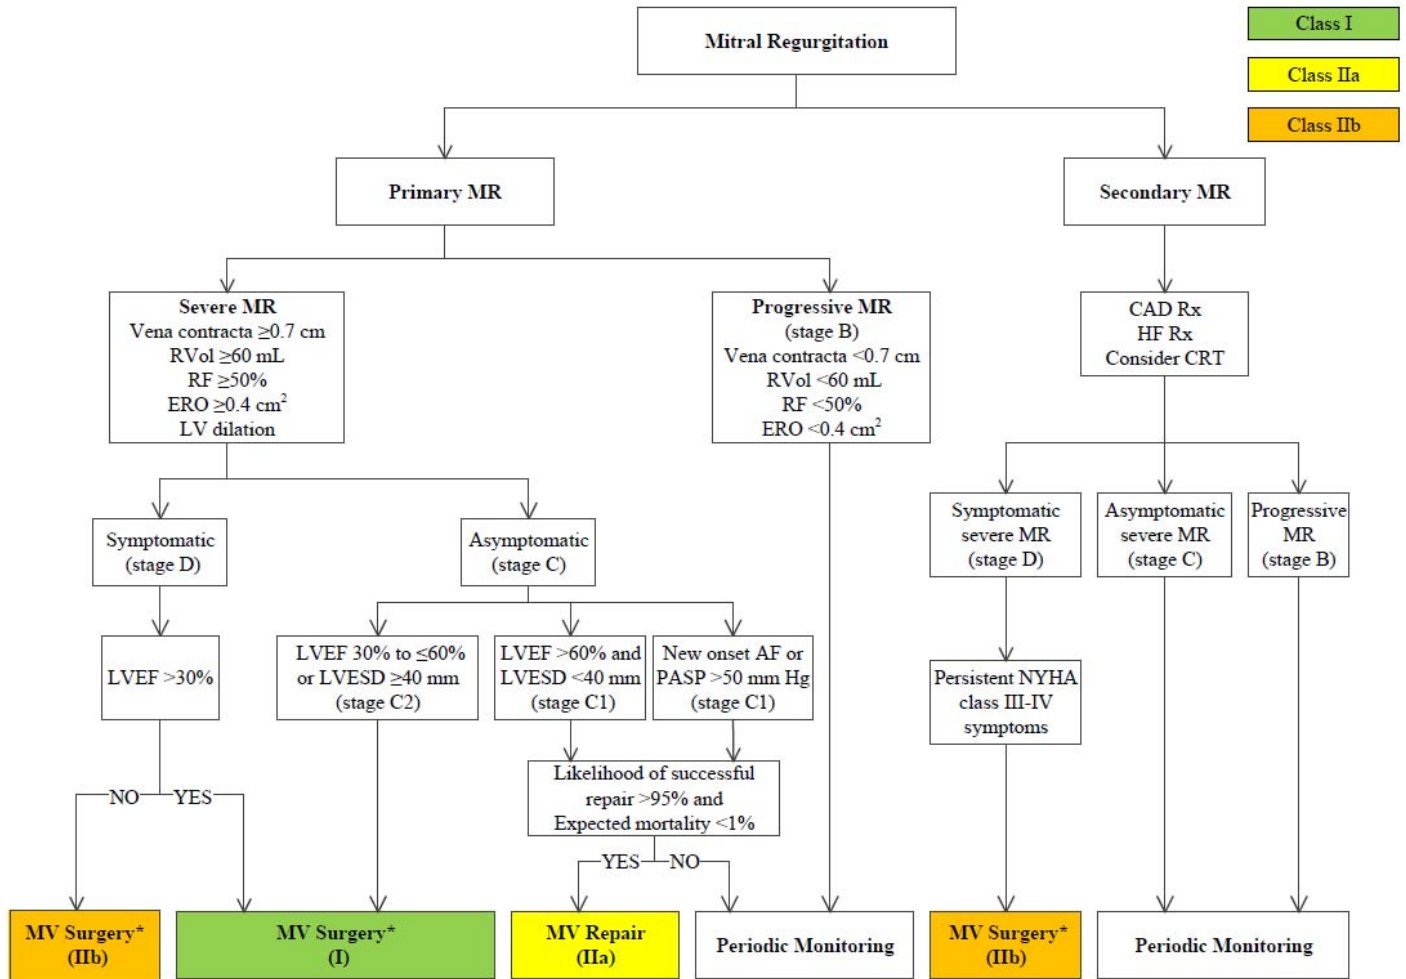 Mitral Regurgitation
Class I
Class IIa
Class IIb
Primary MR
Secondary MR
Severe MR
Vena contracta ≥0.7 cm
RVol ≥60 mL
RF ≥50%
ERO ≥0.4 cm²
LV dilation
Progressive MR
(stage B)
Vena contracta <0.7 cm
RVol <60 mL
RF <50%
ERO <0.4 cm²
CAD Rx
HF Rx
Consider CRT
Symptomatic
(stage D)
Asymptomatic
(stage C)
Symptomatic
severe MR
(stage D)
Asymptomatic
severe MR
(stage C)
Progressive
MR
(stage B)
LVEF >30%
LVEF 30% to ≤60%
or LVESD ≥40 mm
(stage C2)
LVEF >60% and
LVESD <40 mm
(stage C1)
New onset AF or
PASP >50 mm Hg
(stage C1)
Persistent NYHA
class III-IV
symptoms
Likelihood of successful
repair >95% and
Expected mortality <1%
NO
YES
YES
NO
MV Surgery*
(IIb)
MV Surgery*
(I)
MV Repair
(IIa)
Periodic Monitoring
MV Surgery*
(IIb)
Periodic Monitoring